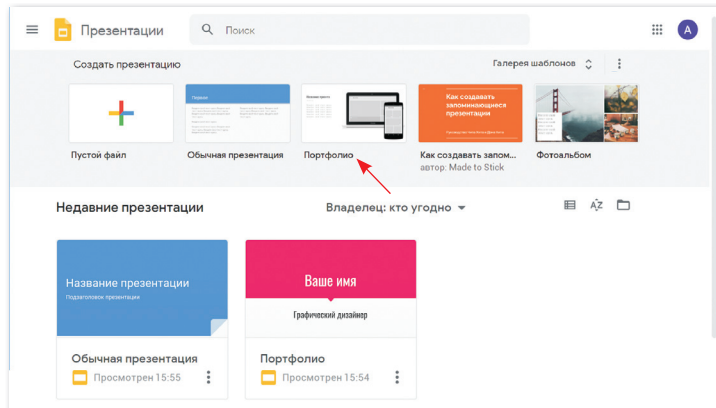 Презентации
Поиск
A
Создать презентацию
Галерея шаблонов
Как создавать
запоминающиеся
презентации
Пустой файл
Обычная презентация
Портфолио
Как создавать запом...
автор: Made to Stick
Фотоальбом
Недавние презентации
Владелец: кто угодно
AZ
Название презентации
Подзаголовок презентации
Ваше имя
Графический дизайнер
Обычная презентация
Просмотрен 15:55
Портфолио
Просмотрен 15:54